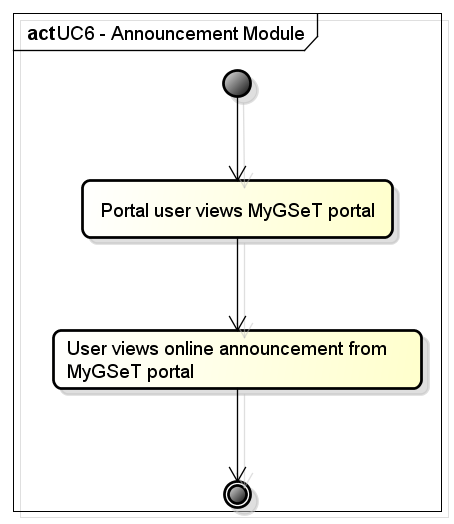 act UC6 - Announcement Module
Portal user views MyGSeT portal
User views online announcement from
MyGSeT portal